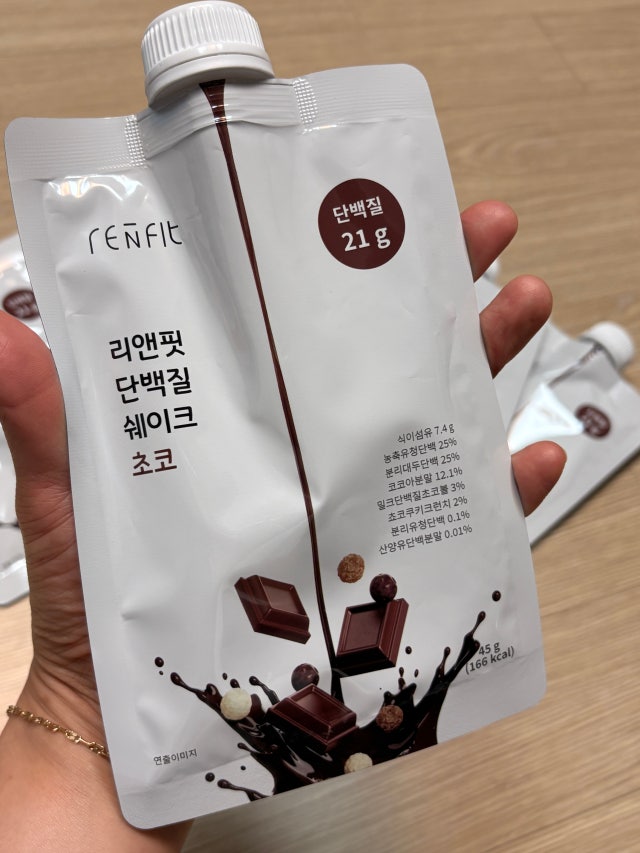 RENFIT
단백질
21 g
리앤핏
단백질
쉐이크
초코
식이섬유 7.4 g
농축유청단백 25%
분리대두단백 25%
코코아분말 12.1%
밀크단백질초코볼 3%
초코쿠키크런치 2%
분리유청단백 0.1%
산양유단백분말 0.01%
45 g
(166 kcal)
연출이미지